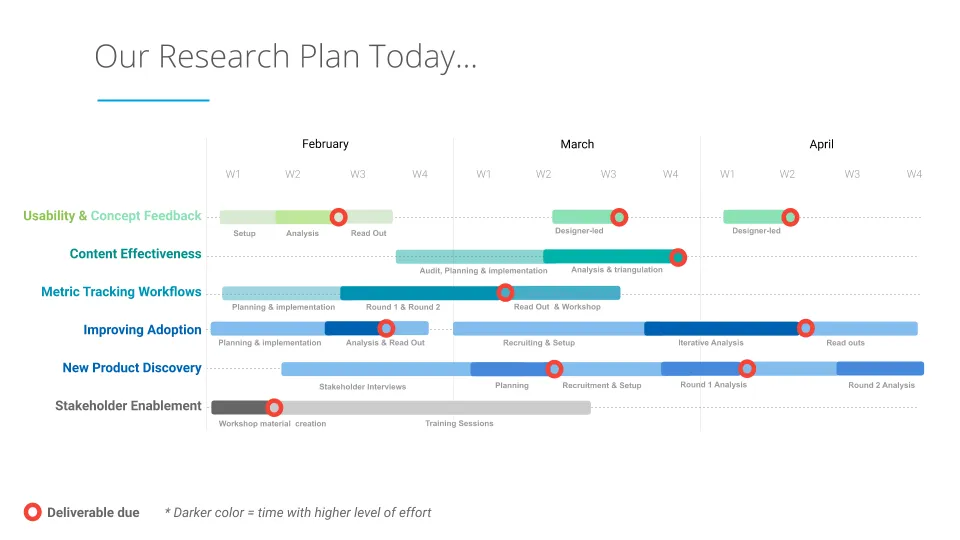 Our Research Plan Today...
February March April
W1 W2 W3 W4 W1 W2 W3 W4 W1 W2 W3 W4
Usability & Concept Feedback
Setup Analysis Read Out Designer-led Designer-led
Content Effectiveness
Audit, Planning & implementation Analysis & triangulation
Metric Tracking Workflows
Planning & implementation Round 1 & Round 2 Read Out & Workshop
Improving Adoption
Planning & implementation Analysis & Read Out Recruiting & Setup Iterative Analysis Read outs
New Product Discovery
Stakeholder Interviews Planning Recruitment & Setup Round 1 Analysis Round 2 Analysis
Stakeholder Enablement
Workshop material creation Training Sessions
Deliverable due * Darker color = time with higher level of effort